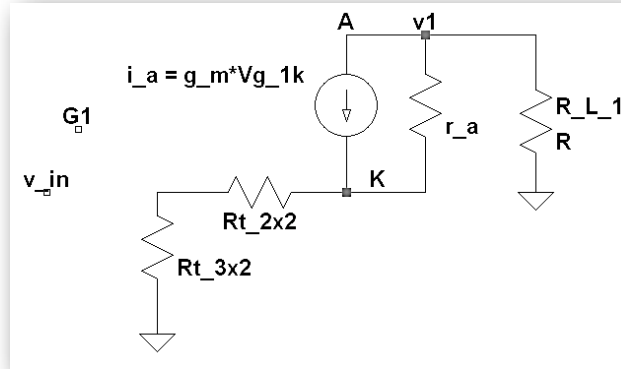 A
v1
i_a = g_m*Vg_1k
G1
R_L_1
R
r_a
v_in
K
Rt_2x2
Rt_3x2